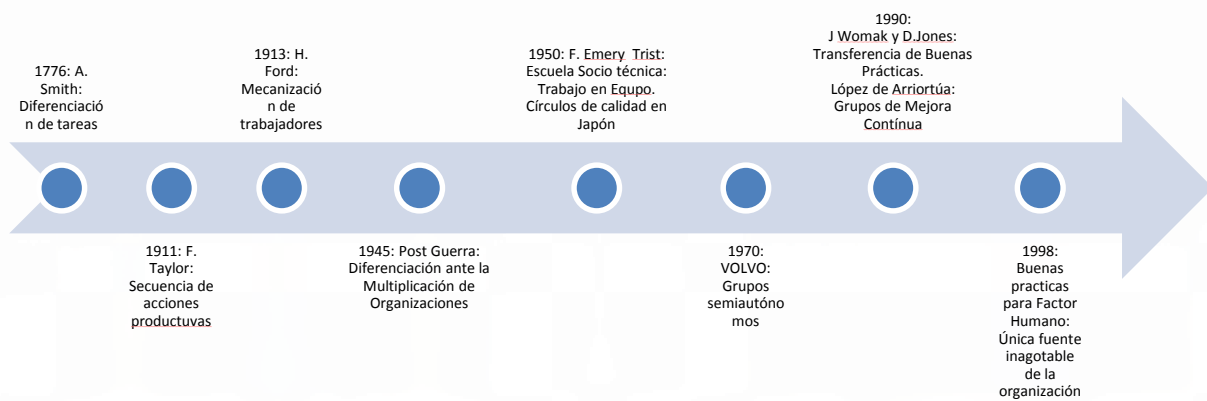 1776: A.
Smith:
Diferenciació
n de tareas
1911: F.
Taylor:
Secuencia de
acciones
productuvas
1913: H.
Ford:
Mecanizació
n de
trabajadores
1945: Post Guerra:
Diferenciación ante la
Multiplicación de
Organizaciones
1950: F. Emery Trist:
Escuela Socio técnica:
Trabajo en Equpo.
Círculos de calidad en
Japón
1970:
VOLVO:
Grupos
semiautóno
mos
1990:
J Womak y D.Jones:
Transferencia de Buenas
Prácticas.
López de Arriortúa:
Grupos de Mejora
Contínua
1998:
Buenas
practicas
para Factor
Humano:
Única fuente
inagotable
de la
organización